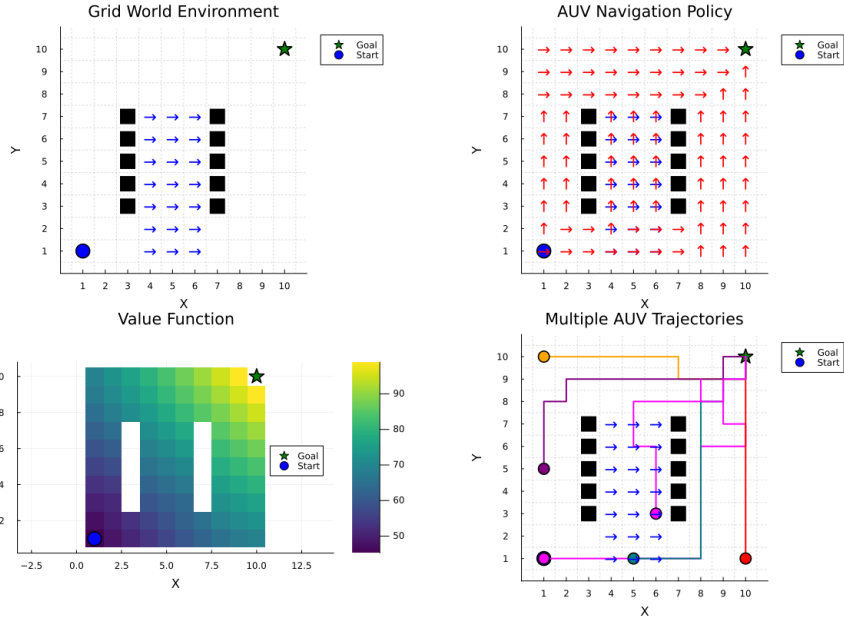 Grid World Environment
Y
10
9
8
7
6
5
4
3
2
1
1 2 3 4 5 6 7 8 9 10
X
Goal
Start
AUV Navigation Policy
Y
10
9
8
7
6
5
4
3
2
1
1 2 3 4 5 6 7 8 9 10
X
Goal
Start
Value Function
0
8
6
4
2
−2.5 0.0 2.5 5.0 7.5 10.0 12.5
X
Goal
Start
90
80
70
60
50
Multiple AUV Trajectories
Y
10
9
8
7
6
5
4
3
2
1
1 2 3 4 5 6 7 8 9 10
X
Goal
Start